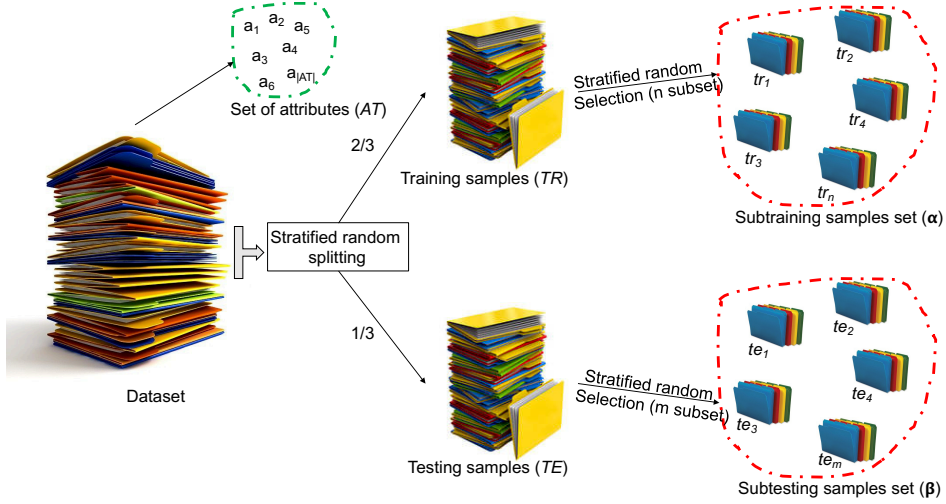 a1
a2
a5
a3
a4
a6
a|AT|
Set of attributes (AT)
Dataset
Stratified random
splitting
2/3
1/3
Training samples (TR)
Testing samples (TE)
Stratified random
Selection (n subset)
tr1
tr2
tr3
tr4
trn
Subtraining samples set (α)
Stratified random
Selection (m subset)
te1
te2
te3
te4
tem
Subtesting samples set (β)